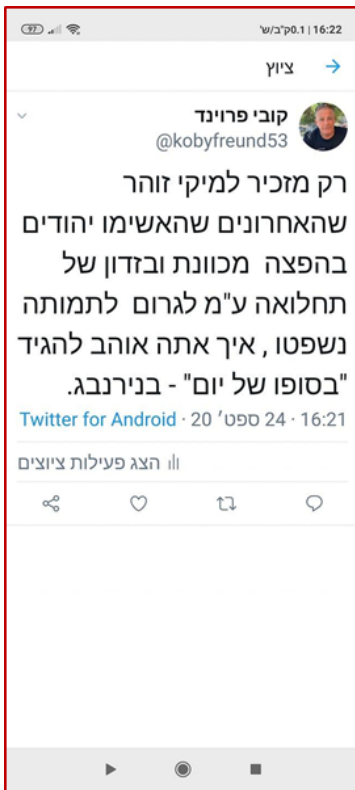 16:22 | 0.1ק"ב/ש'
97
ציוץ
קובי פרוינד
@kobyfreund53
רק מזכיר למיקי זוהר
שהאחרונים שהאשימו יהודים
בהפצה מכוונת ובזדון של
תחלואה ע"מ לגרום לתמותה
נשפטו , איך אתה אוהב להגיד
"בסופו של יום" - בנירנבג.
16:21 · 24 ספט׳ 20 · Twitter for Android
הצג פעילות ציוצים